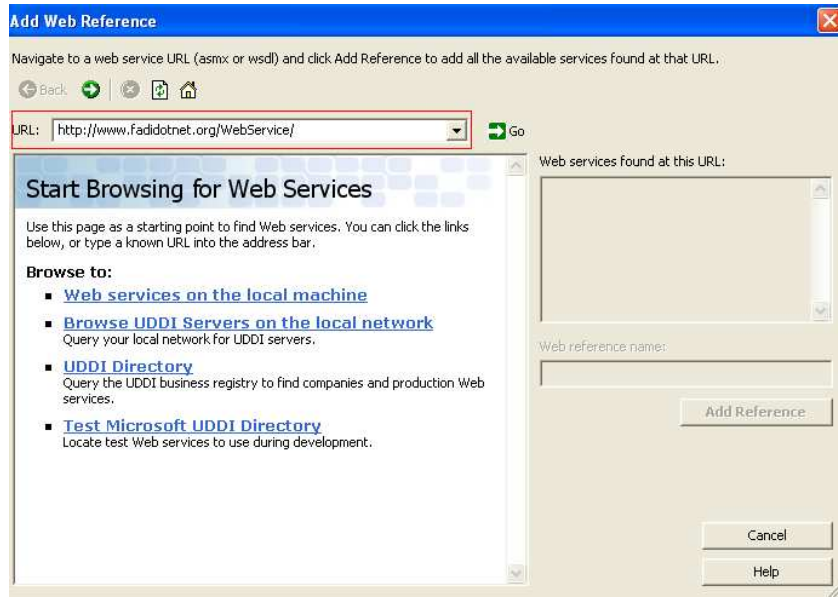 Add Web Reference
Navigate to a web service URL (asmx or wsdl) and click Add Reference to add all the available services found at that URL.
Back
URL: http://www.fadidotnet.org/WebService/
Go
Start Browsing for Web Services
Use this page as a starting point to find Web services. You can click the links
below, or type a known URL into the address bar.
Browse to:
Web services on the local machine
Browse UDDI Servers on the local network
Query your local network for UDDI servers.
UDDI Directory
Query the UDDI business registry to find companies and production Web
services.
Test Microsoft UDDI Directory
Locate test Web services to use during development.
Web services found at this URL:
Web reference name:
Add Reference
Cancel
Help